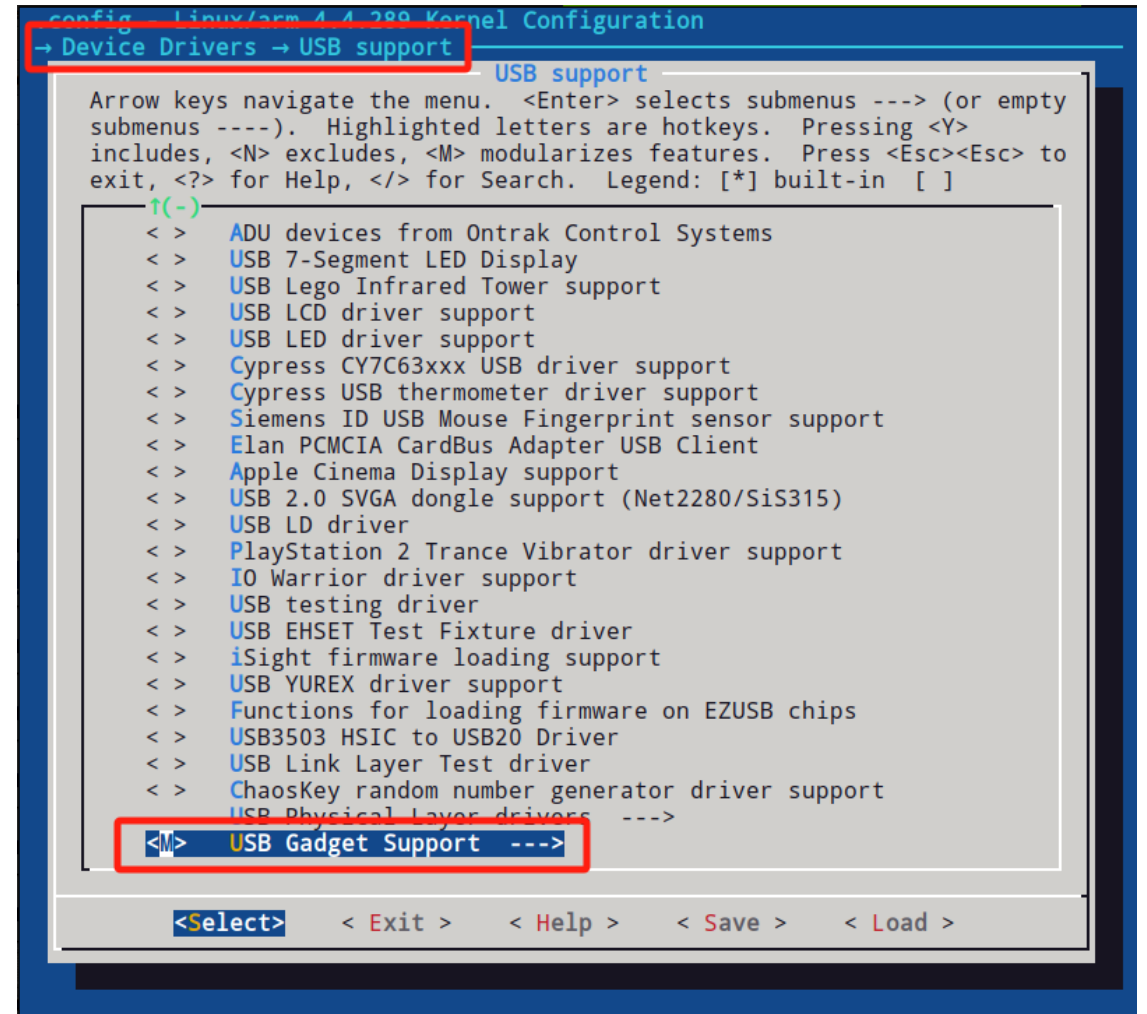 .config - Linux/arm 4.4.289 Kernel Configuration
→ Device Drivers → USB support
USB support
Arrow keys navigate the menu.  <Enter> selects submenus ---> (or empty
submenus ----).  Highlighted letters are hotkeys.  Pressing <Y>
includes, <N> excludes, <M> modularizes features.  Press <Esc><Esc> to
exit, <?> for Help, </> for Search.  Legend: [*] built-in  [ ]
↑(-)
< >   ADU devices from Ontrak Control Systems
< >   USB 7-Segment LED Display
< >   USB Lego Infrared Tower support
< >   USB LCD driver support
< >   USB LED driver support
< >   Cypress CY7C63xxx USB driver support
< >   Cypress USB thermometer driver support
< >   Siemens ID USB Mouse Fingerprint sensor support
< >   Elan PCMCIA CardBus Adapter USB Client
< >   Apple Cinema Display support
< >   USB 2.0 SVGA dongle support (Net2280/SiS315)
< >   USB LD driver
< >   PlayStation 2 Trance Vibrator driver support
< >   IO Warrior driver support
< >   USB testing driver
< >   USB EHSET Test Fixture driver
< >   iSight firmware loading support
< >   USB YUREX driver support
< >   Functions for loading firmware on EZUSB chips
< >   USB3503 HSIC to USB20 Driver
< >   USB Link Layer Test driver
< >   ChaosKey random number generator driver support
USB Physical Layer drivers  --->
<M>   USB Gadget Support  --->
<Select>    < Exit >    < Help >    < Save >    < Load >